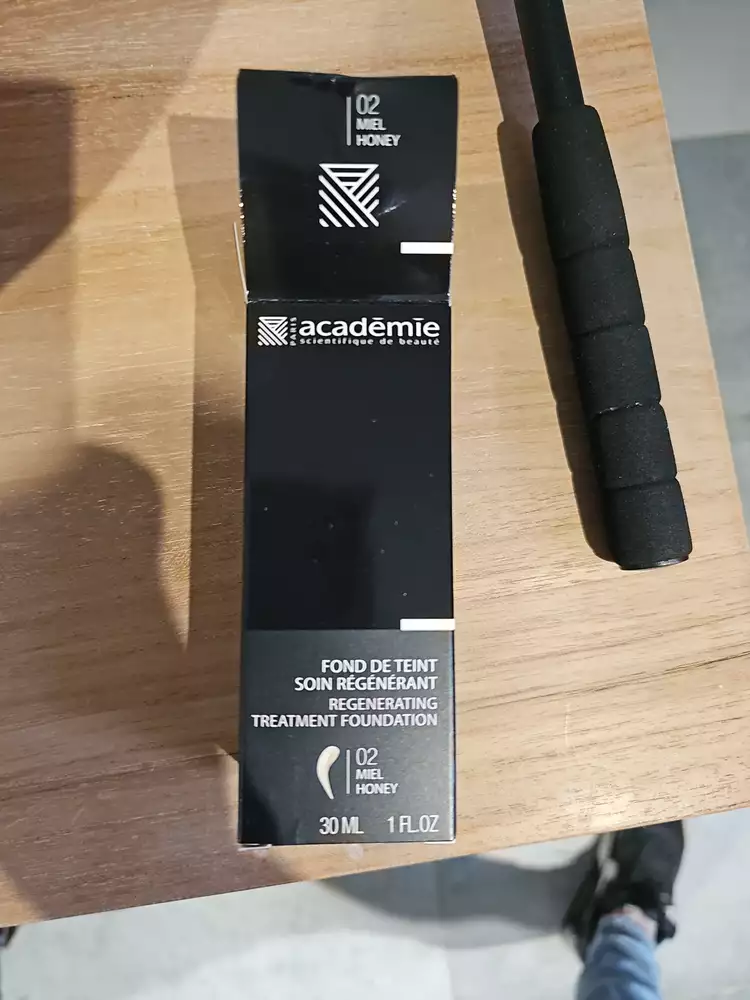 02
MIEL
HONEY
PARIS
académie
scientifique de beauté
FOND DE TEINT
SOIN RÉGÉNÉRANT
REGENERATING
TREATMENT FOUNDATION
02
MIEL
HONEY
30 ML 1 FL.OZ